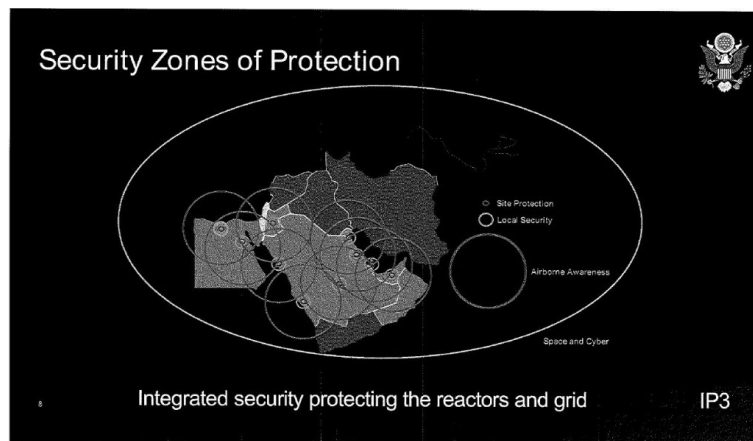 Security Zones of Protection
Site Protection
Local Security
Airborne Awareness
Space and Cyber
8
Integrated security protecting the reactors and grid
IP3